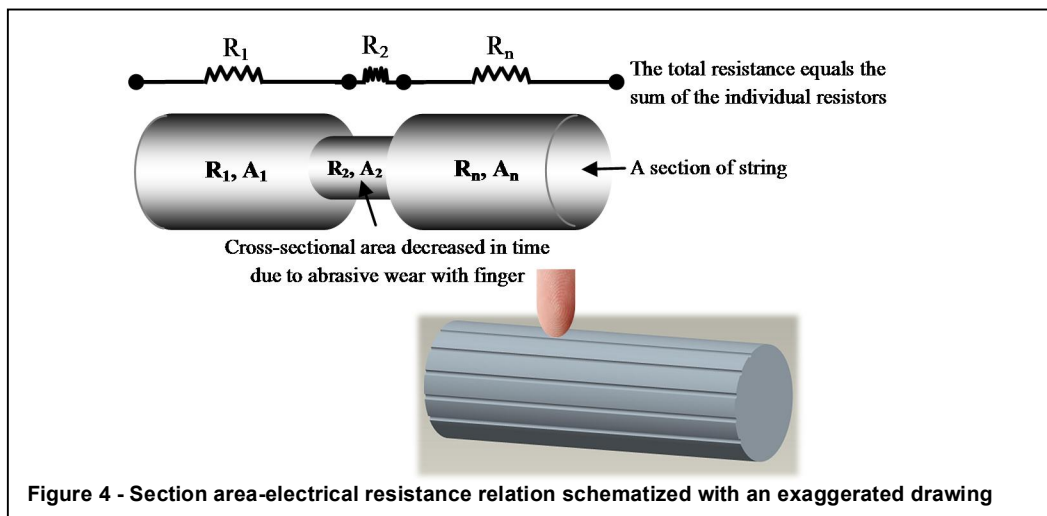 R1
R2
Rn
The total resistance equals the
sum of the individual resistors
R1, A1
R2, A2
Rn, An
A section of string
Cross-sectional area decreased in time
due to abrasive wear with finger
Figure 4 - Section area-electrical resistance relation schematized with an exaggerated drawing